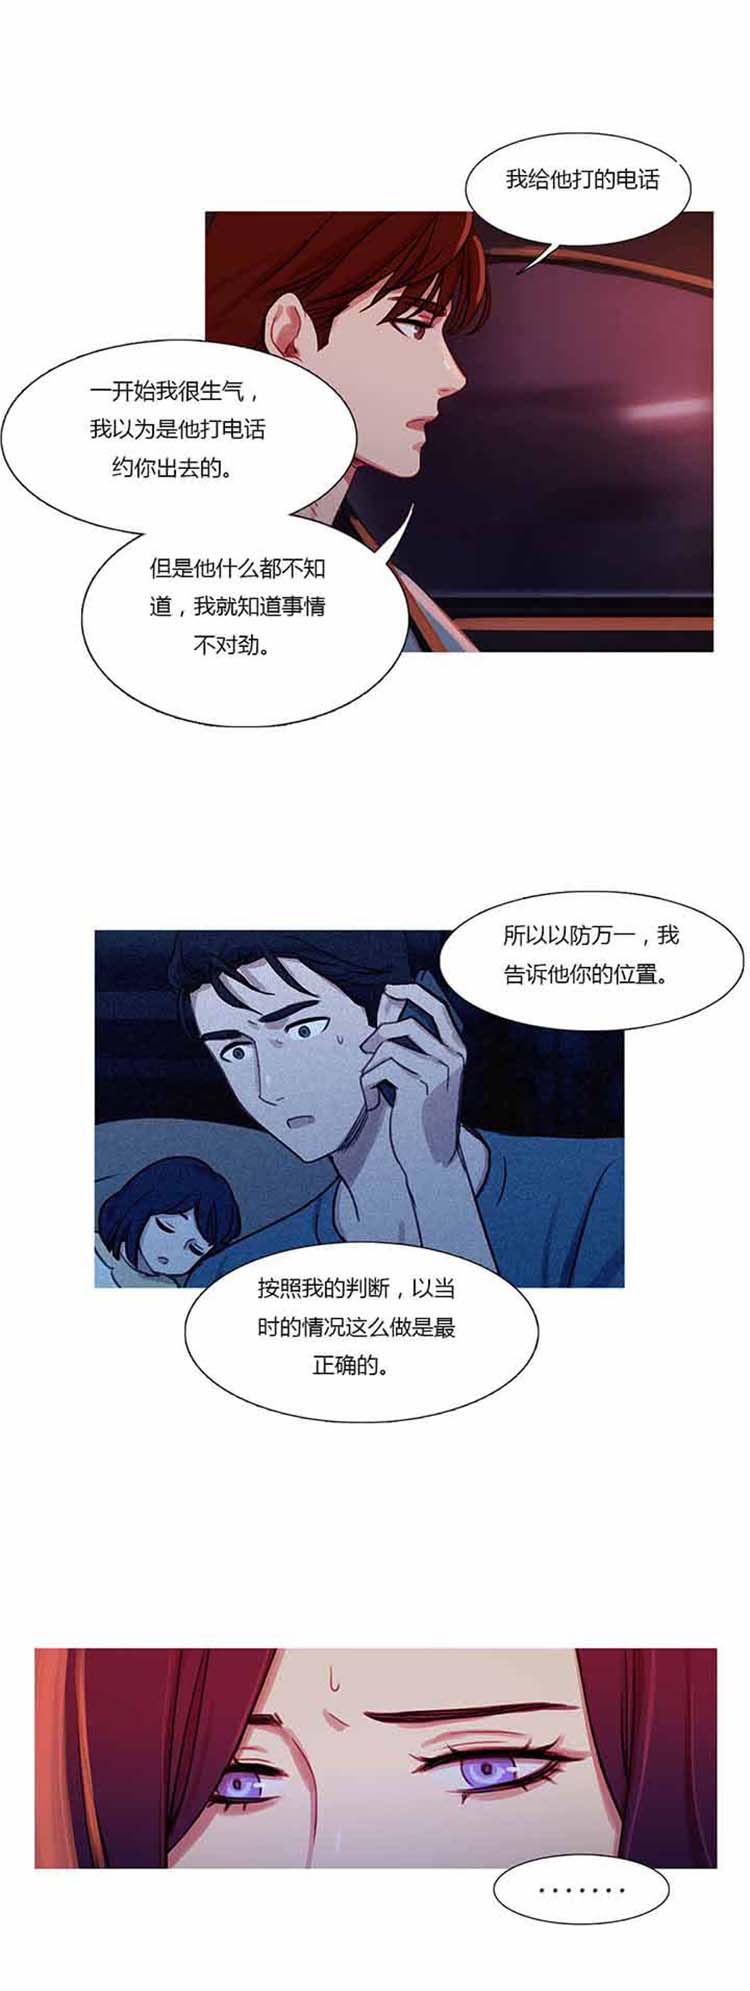 我给他打的电话
一开始我很生气，
我以为是他打电话
约你出去的。
但是他什么都不知
道，我就知道事情
不对劲。
所以以防万一，我
告诉他你的位置。
按照我的判断，以当
时的情况这么做是最
正确的。
·······